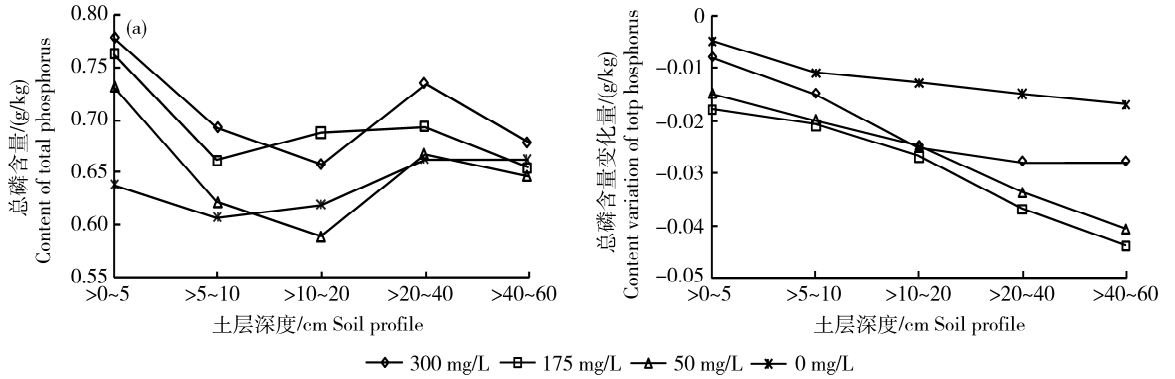 (a)
总磷含量/(g/kg)
Content of total phosphorus
0.80
0.75
0.70
0.65
0.60
0.55
>0~5 >5~10 >10~20 >20~40 >40~60
土层深度/cm Soil profile
总磷含量变化量/(g/kg)
Content variation of totp hosphorus
0
-0.01
-0.02
-0.03
-0.04
-0.05
>0~5 >5~10 >10~20 >20~40 >40~60
土层深度/cm Soil profile
300 mg/L 175 mg/L 50 mg/L 0 mg/L